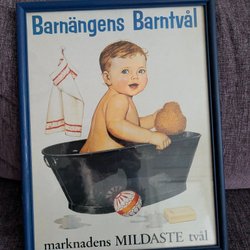 Barnängens Barntvål
marknadens MILDASTE tvål